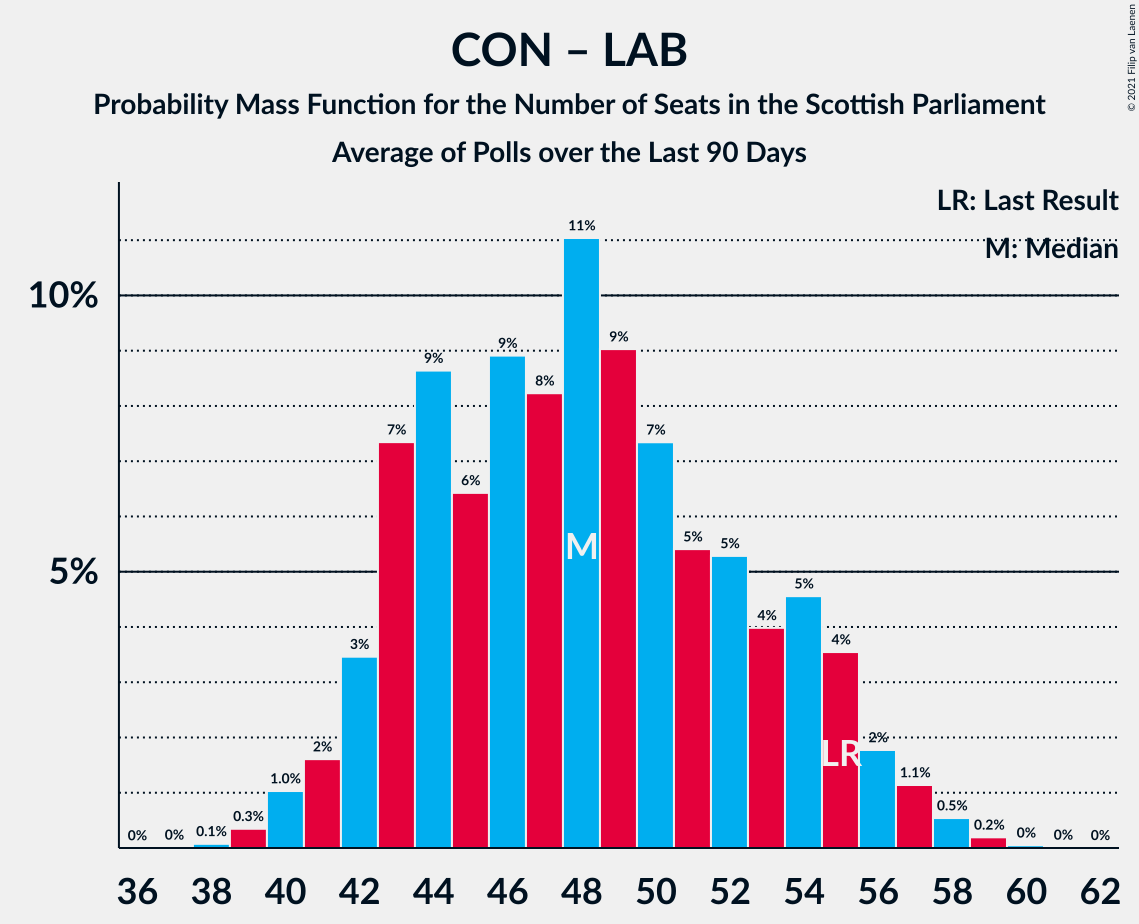 CON – LAB
Probability Mass Function for the Number of Seats in the Scottish Parliament
Average of Polls over the Last 90 Days
© 2021 Filip van Laenen
LR: Last Result
M: Median
10%
5%
0% 0% 0.1% 0.3% 1.0% 2% 3% 7% 9% 6% 9% 8% 11% 9% 7% 5% 5% 4% 5% 4% 2% 1.1% 0.5% 0.2% 0% 0% 0%
M
LR
36 38 40 42 44 46 48 50 52 54 56 58 60 62